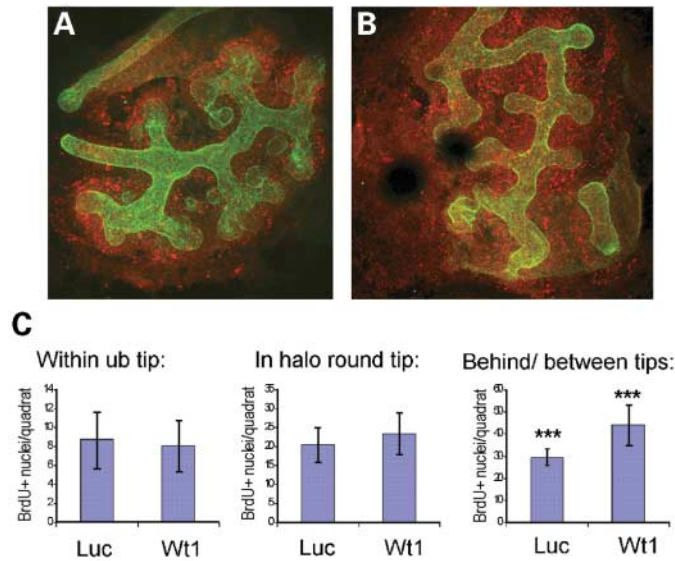 A
B
C
Within ub tip:
In halo round tip:
Behind/ between tips:
BrdU+ nuclei/quadrat
14
12
10
8
6
4
2
0
Luc
Wt1
BrdU+ nuclei/quadrat
35
30
25
20
15
10
5
0
Luc
Wt1
BrdU+ nuclei/quadrat
60
50
40
30
20
10
0
***
***
Luc
Wt1